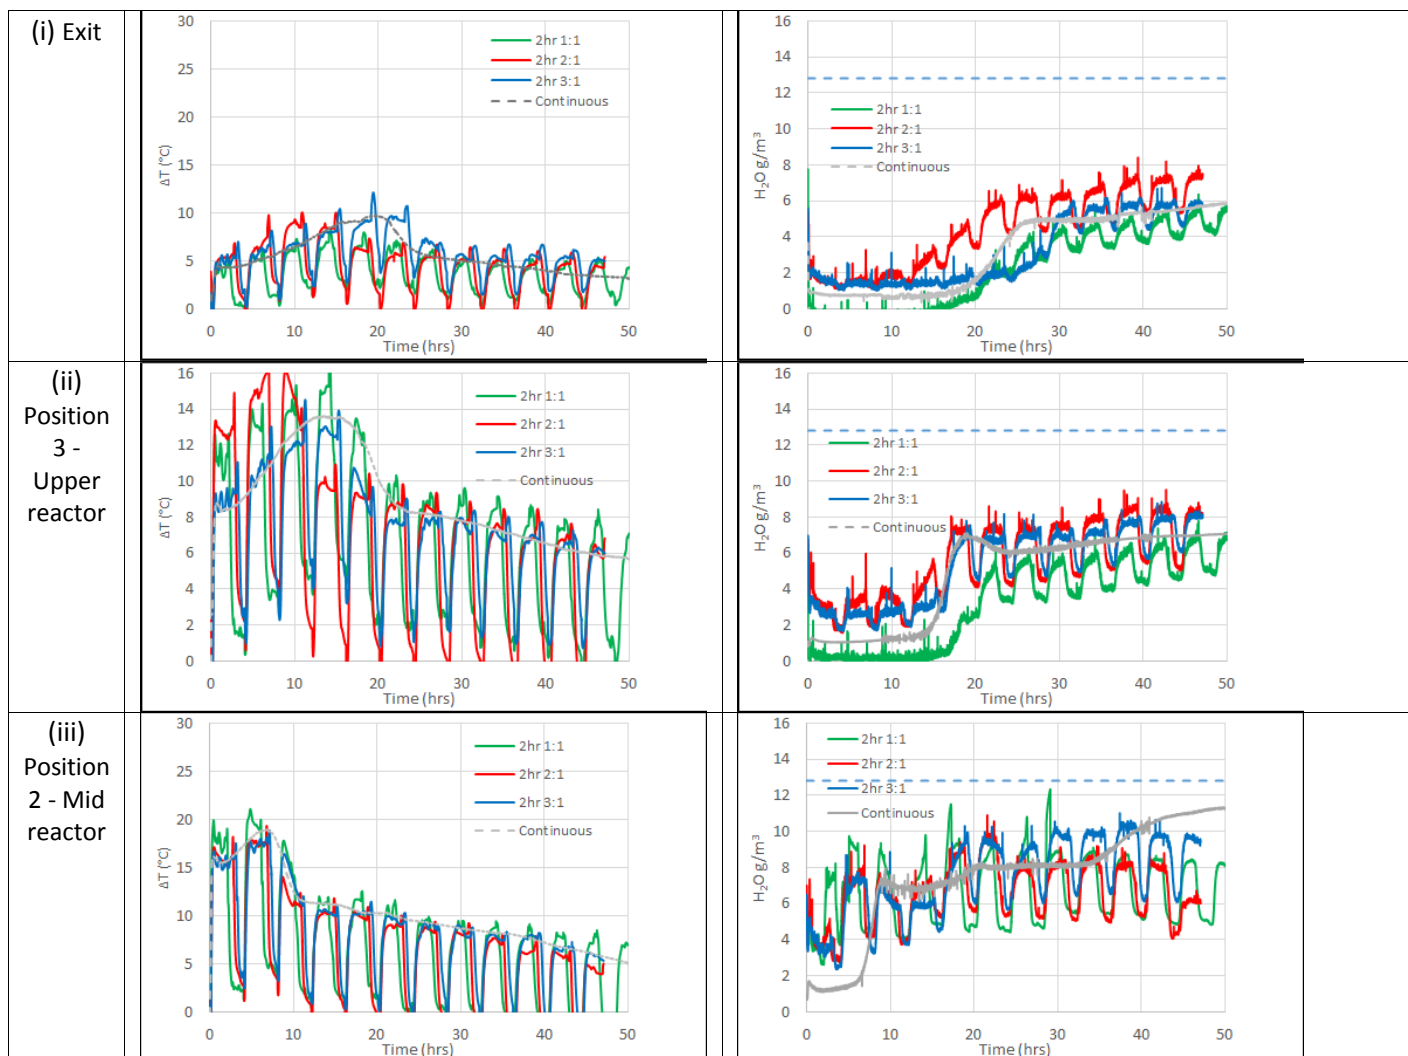 (i) Exit
30
25
20
15
10
5
0
ΔT (°C)
2hr 1:1
2hr 2:1
2hr 3:1
Continuous
0 10 20 30 40 50
Time (hrs)
16
14
12
10
8
6
4
2
0
H₂O g/m³
2hr 1:1
2hr 2:1
2hr 3:1
Continuous
0 10 20 30 40 50
Time (hrs)
(ii)
Position
3 -
Upper
reactor
16
14
12
10
8
6
4
2
0
ΔT (°C)
2hr 1:1
2hr 2:1
2hr 3:1
Continuous
0 10 20 30 40 50
Time (hrs)
16
14
12
10
8
6
4
2
0
H₂O g/m³
2hr 1:1
2hr 2:1
2hr 3:1
Continuous
0 10 20 30 40 50
Time (hrs)
(iii)
Position
2 - Mid
reactor
30
25
20
15
10
5
0
ΔT (°C)
2hr 1:1
2hr 2:1
2hr 3:1
Continuous
0 10 20 30 40 50
Time (hrs)
16
14
12
10
8
6
4
2
0
H₂O g/m³
2hr 1:1
2hr 2:1
2hr 3:1
Continuous
0 10 20 30 40 50
Time (hrs)